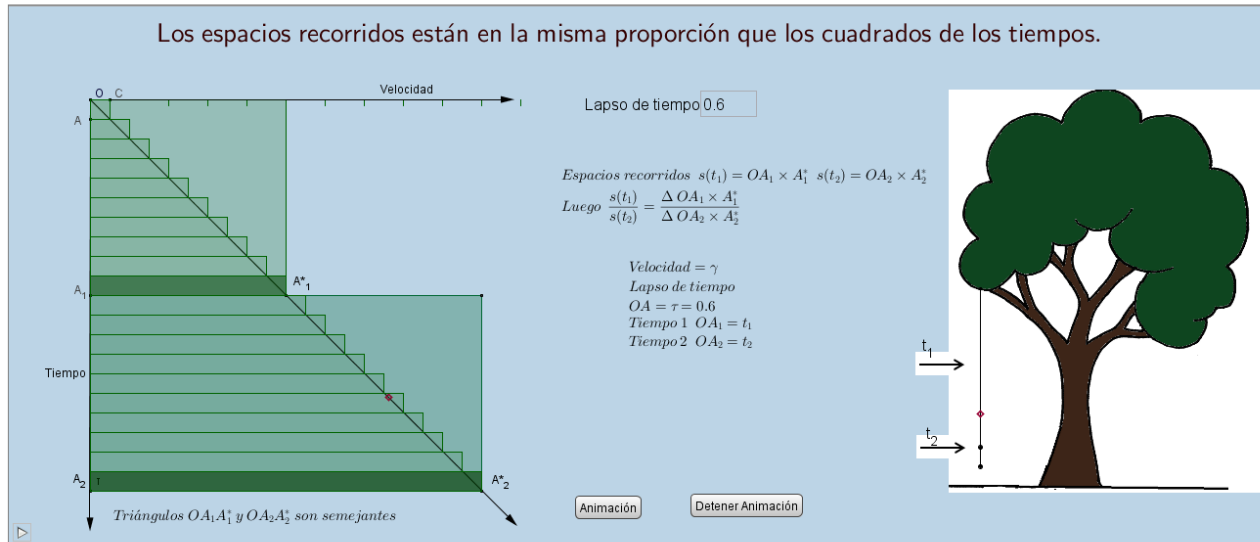 Los espacios recorridos están en la misma proporción que los cuadrados de los tiempos.
O C Velocidad
A
A*₁
A₁
Tiempo
A₂ τ A*₂
Triángulos OA₁A₁* y OA₂A₂* son semejantes
Lapso de tiempo 0.6
Espacios recorridos s(t₁) = OA₁ × A₁* s(t₂) = OA₂ × A₂*
Luego s(t₁)/s(t₂) = Δ OA₁ × A₁*/Δ OA₂ × A₂*
Velocidad = γ
Lapso de tiempo
OA = τ = 0.6
Tiempo 1 OA₁ = t₁
Tiempo 2 OA₂ = t₂
Animación Detener Animación
t₁
t₂